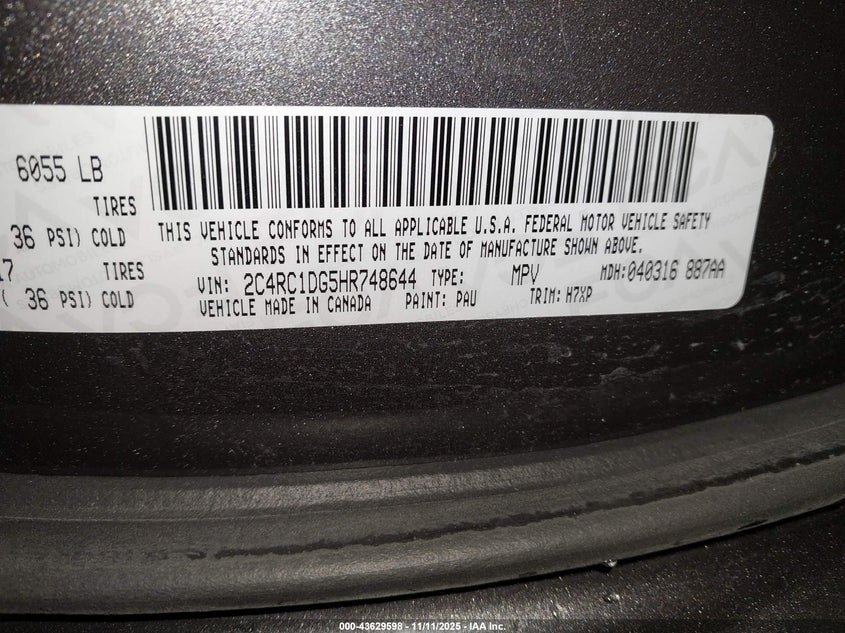 6055 LB
TIRES
36 PSI) COLD
17
TIRES
( 36 PSI) COLD
THIS VEHICLE CONFORMS TO ALL APPLICABLE U.S.A. FEDERAL MOTOR VEHICLE SAFETY
STANDARDS IN EFFECT ON THE DATE OF MANUFACTURE SHOWN ABOVE.
VIN: 2C4RC1DG5HR748644 TYPE: MPV MDH:040316 887AA
VEHICLE MADE IN CANADA PAINT: PAU TRIM: H7XP
000-43629598 - 11/11/2025 - IAA Inc.